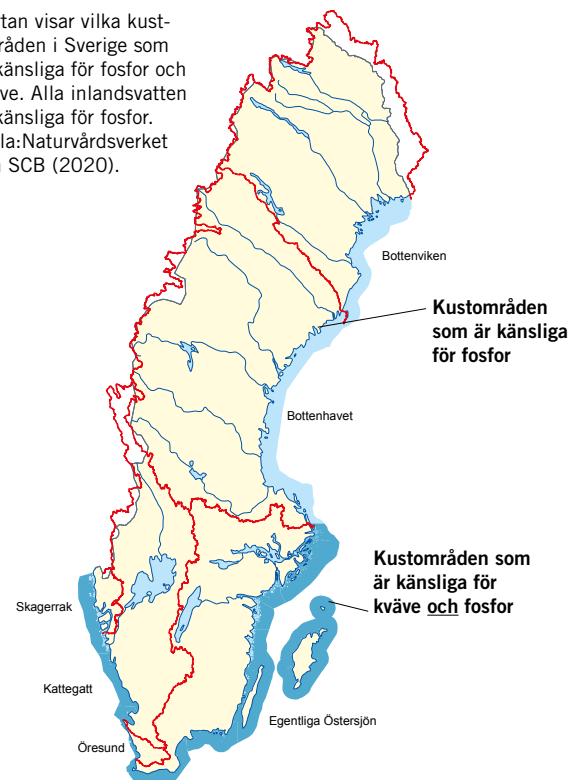 tan visar vilka kust-
råden i Sverige som
känsliga för fosfor och
ve. Alla inlandsvatten
känsliga för fosfor.
la:Naturvårdsverket
SCB (2020).
Bottenviken
Kustområden
som är känsliga
för fosfor
Bottenhavet
Kustområden som
är känsliga för
kväve och fosfor
Skagerrak
Kattegatt
Egentliga Östersjön
Öresund